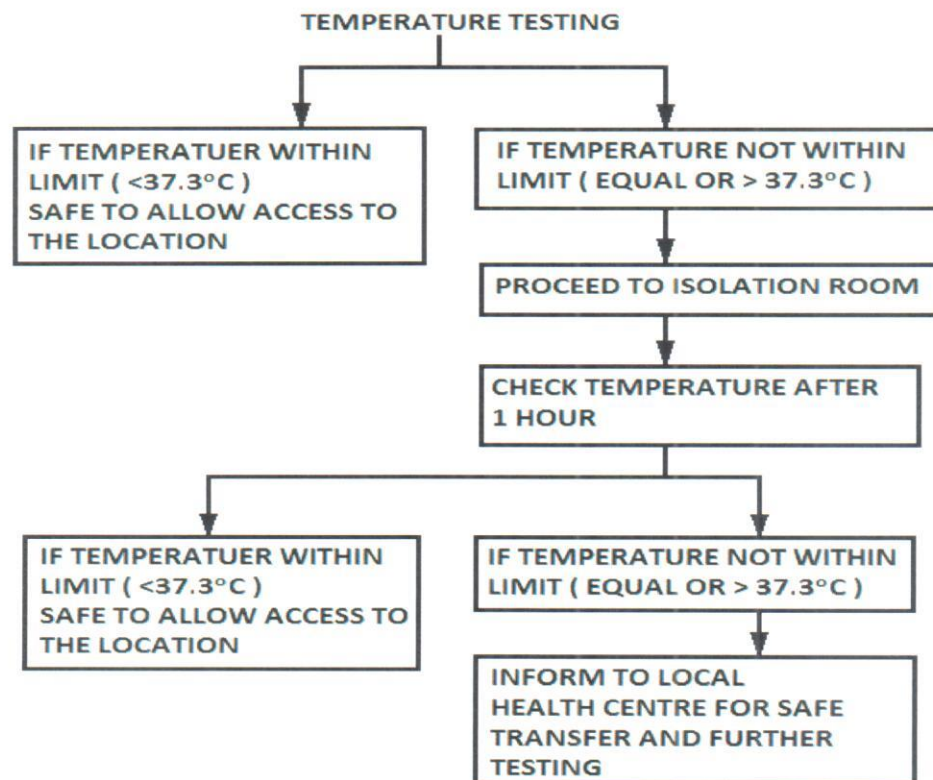 TEMPERATURE TESTING
IF TEMPERATUER WITHIN
LIMIT ( <37.3°C )
SAFE TO ALLOW ACCESS TO
THE LOCATION
IF TEMPERATURE NOT WITHIN
LIMIT ( EQUAL OR > 37.3°C )
PROCEED TO ISOLATION ROOM
CHECK TEMPERATURE AFTER
1 HOUR
IF TEMPERATUER WITHIN
LIMIT ( <37.3°C )
SAFE TO ALLOW ACCESS TO
THE LOCATION
IF TEMPERATURE NOT WITHIN
LIMIT ( EQUAL OR > 37.3°C )
INFORM TO LOCAL
HEALTH CENTRE FOR SAFE
TRANSFER AND FURTHER
TESTING